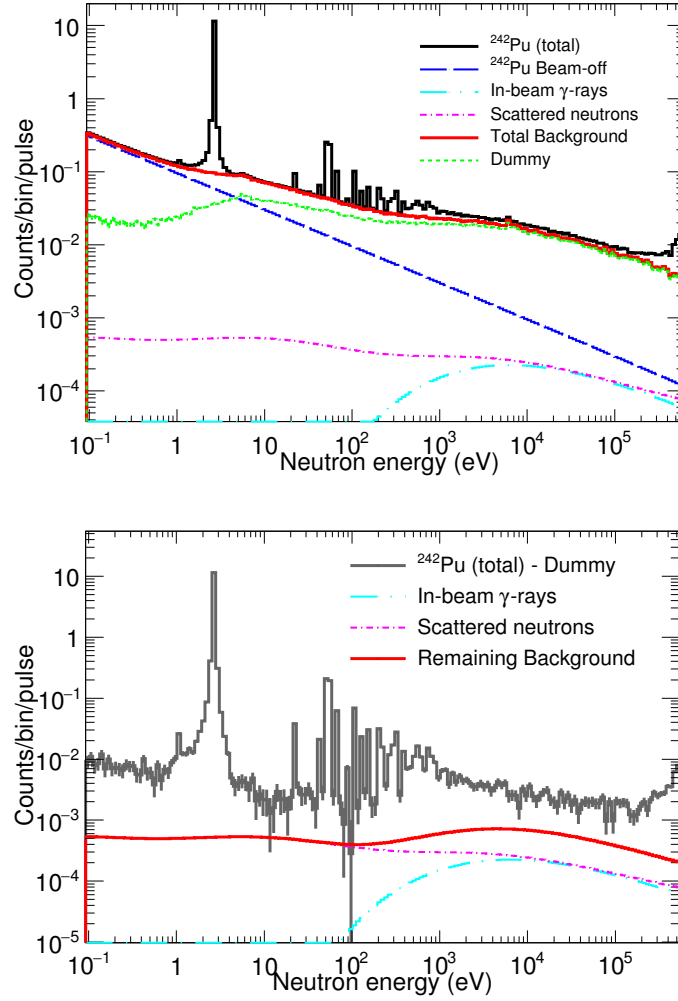 10
1
10⁻¹
10⁻²
10⁻³
10⁻⁴
Counts/bin/pulse
²⁴²Pu (total)
²⁴²Pu Beam-off
In-beam γ-rays
Scattered neutrons
Total Background
Dummy
10⁻¹ 1 10 10² 10³ 10⁴ 10⁵
Neutron energy (eV)
10
1
10⁻¹
10⁻²
10⁻³
10⁻⁴
10⁻⁵
Counts/bin/pulse
²⁴²Pu (total) - Dummy
In-beam γ-rays
Scattered neutrons
Remaining Background
10⁻¹ 1 10 10² 10³ 10⁴ 10⁵
Neutron energy (eV)